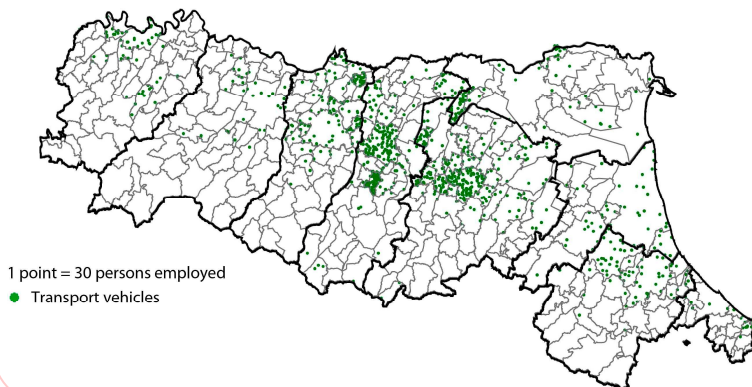 1 point = 30 persons employed
Transport vehicles